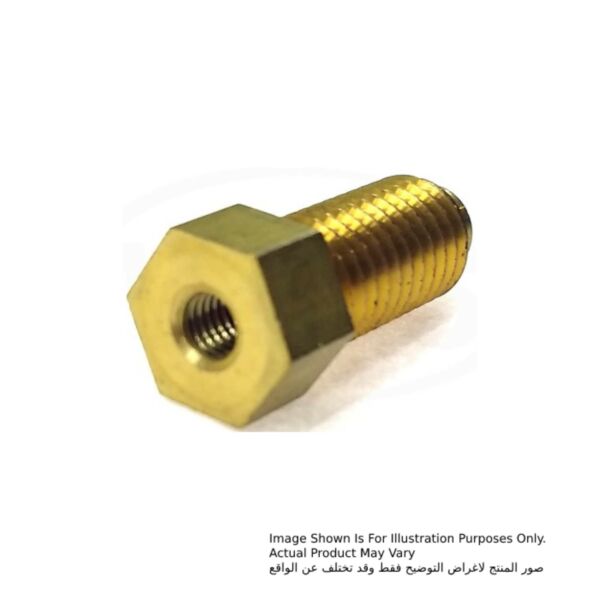 Image Shown Is For Illustration Purposes Only.
Actual Product May Vary
صور المنتج لاغراض التوضيح فقط وقد تختلف عن الواقع